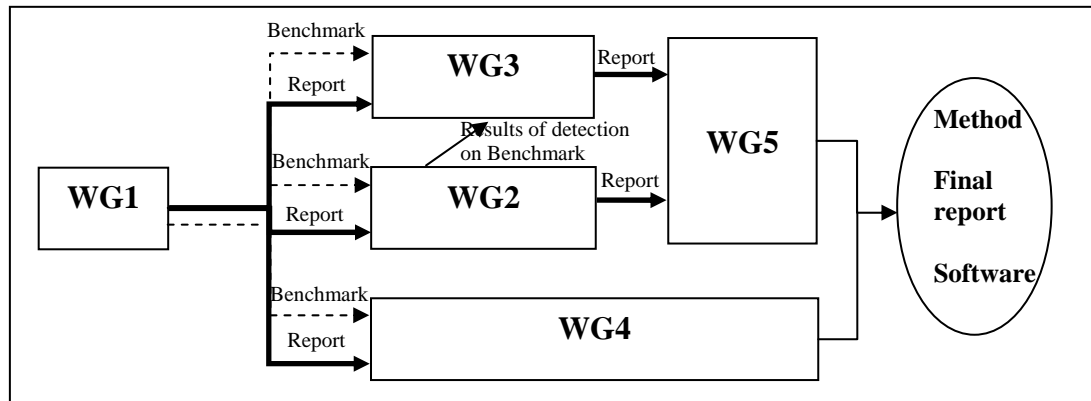 Benchmark
WG3
Report
Report
Results of detection
on Benchmark
WG5
Method
Final
report
Software
WG1
Benchmark
WG2
Report
Report
Benchmark
WG4
Report